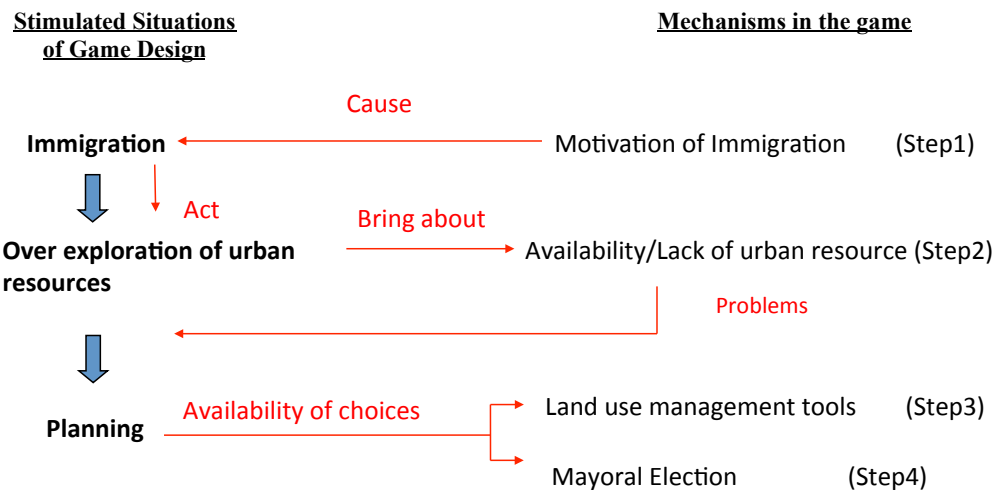 Stimulated Situations
of Game Design
Mechanisms in the game
Cause
Immigration
Motivation of Immigration (Step1)
Act
Bring about
Over exploration of urban
resources
Availability/Lack of urban resource (Step2)
Problems
Availability of choices
Planning
Land use management tools (Step3)
Mayoral Election (Step4)